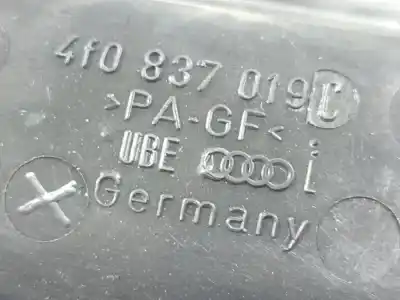 4f0 837 019 C
>PA-GF<
UBE
Germany